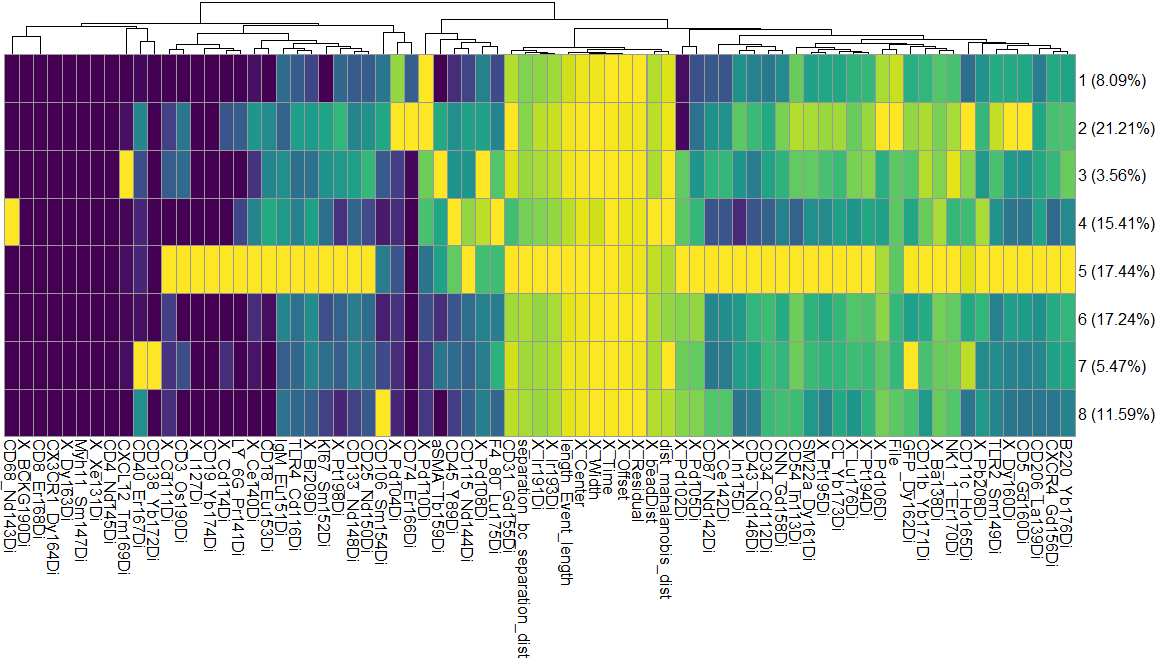 1 (8.09%)
2 (21.21%)
3 (3.56%)
4 (15.41%)
5 (17.44%)
6 (17.24%)
7 (5.47%)
8 (11.59%)
CD68_Nd143Di
X_BCKG190Di
CD8_Er168Di
CX3CR1_Dy164Di
X_Dy163Di
Myh11_Sm147Di
X_Xe131Di
CD4_Nd145Di
CXCL12_Tm169Di
CD40_Er167Di
CD138_Yb172Di
X_Cd111Di
CD3_Os190Di
X_I127Di
CD19_Yb174Di
X_Cd114Di
LY_6G_Pr141Di
X_Ce140Di
CD18_Eu153Di
IgM_Eu151Di
TLR4_Cd116Di
X_Bi209Di
KI67_Sm152Di
X_Pt198Di
CD133_Nd148Di
CD25_Nd150Di
CD106_Sm154Di
X_Pd104Di
CD74_Er166Di
X_Pd110Di
aSMA_Tb159Di
CD45_Y89Di
CD115_Nd144Di
X_Pd108Di
F4_80_Lu175Di
CD31_Gd155Di
separation_bc_separation_dist
X_Ir191Di
X_Ir193Di
length_Event_length
X_Center
X_Width
X_Time
X_Offset
X_Residual
X_beadDist
dist_mahalanobis_dist
X_Pd102Di
X_Pd105Di
CD87_Nd142Di
X_Ce142Di
X_In115Di
CD43_Nd146Di
CD34_Cd112Di
CNN_Gd158Di
CD54_In113Di
SM22a_Dy161Di
X_Pt195Di
CL_Yb173Di
X_Lu176Di
X_Pt194Di
X_Pd106Di
File_File
GFP_Dy162Di
CD11b_Yb171Di
X_Ba138Di
NK1_1_Er170Di
CD11c_Ho165Di
X_Pb208Di
TLR2_Sm149Di
X_Dy160Di
CD5_Gd160Di
CD206_La139Di
CXCR4_Gd156Di
B220_Yb176Di